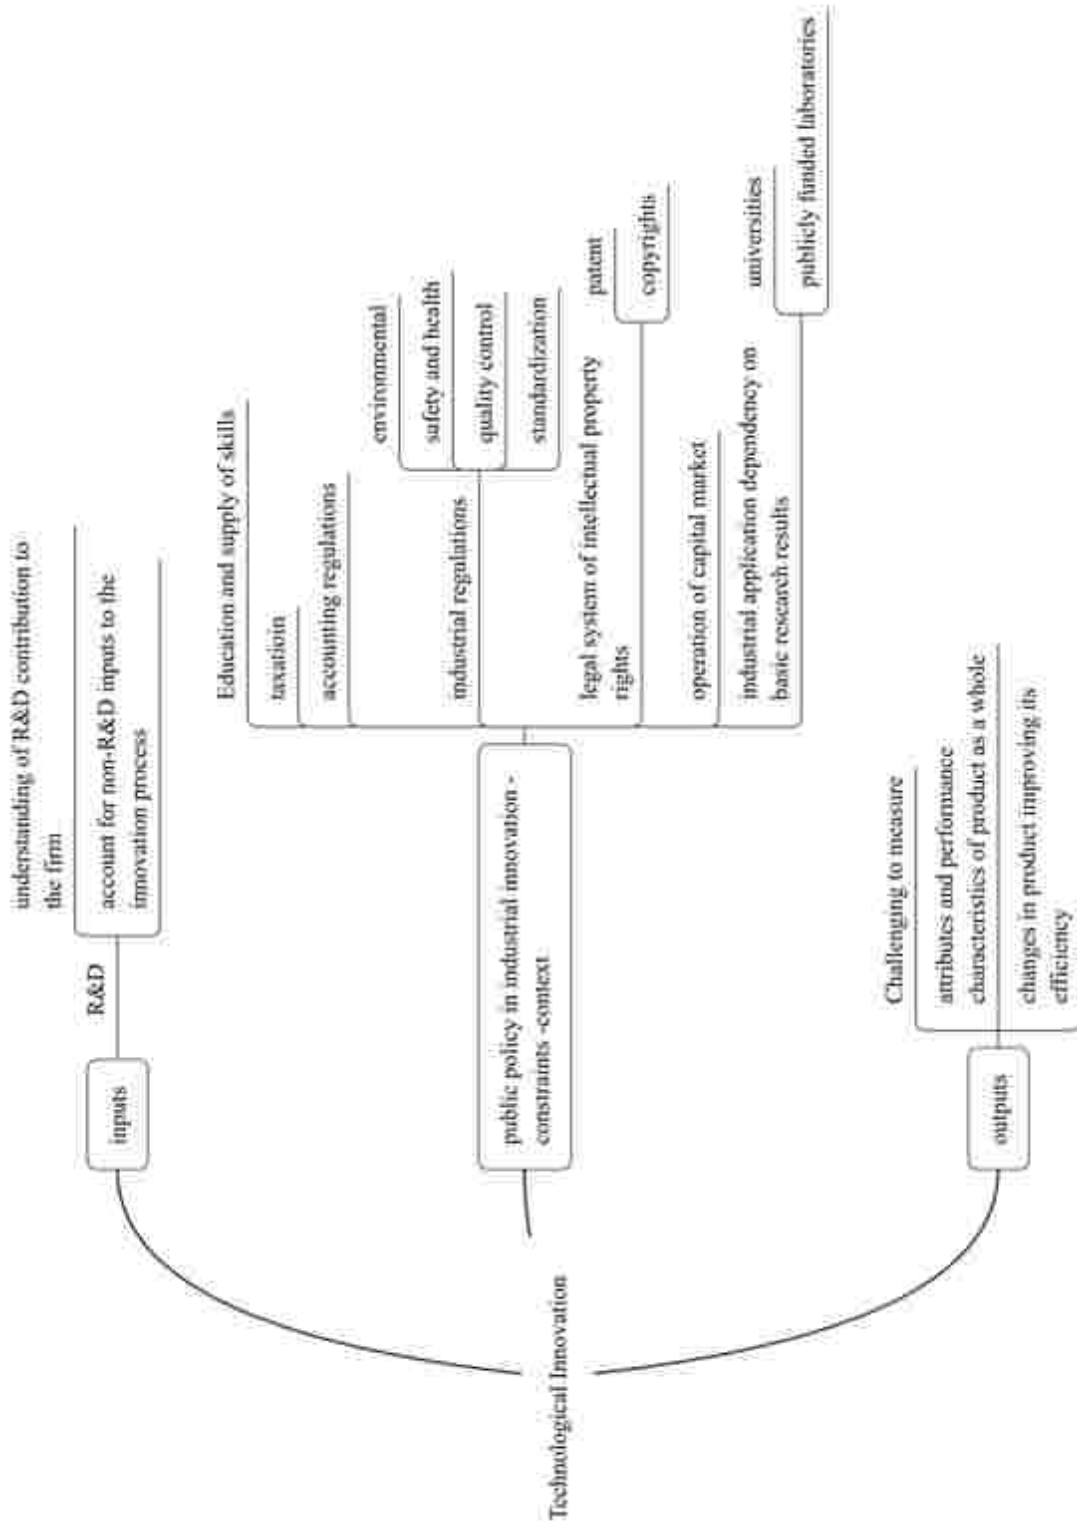 Technological Innovation
inputs
R&D
understanding of R&D contribution to
the firm
account for non-R&D inputs to the
innovation process
public policy in industrial innovation -
constraints -context
Education and supply of skills
taxatioin
accounting regulations
industrial regulations
environmental
safety and health
quality control
standardization
legal system of intellectual property
rights
patent
copyrights
operation of capital market
industrial application dependency on
basic research results
universities
publicly funded laboratories
outputs
Challenging to measure
attributes and performance
characteristics of product as a whole
changes in product improving its
efficiency